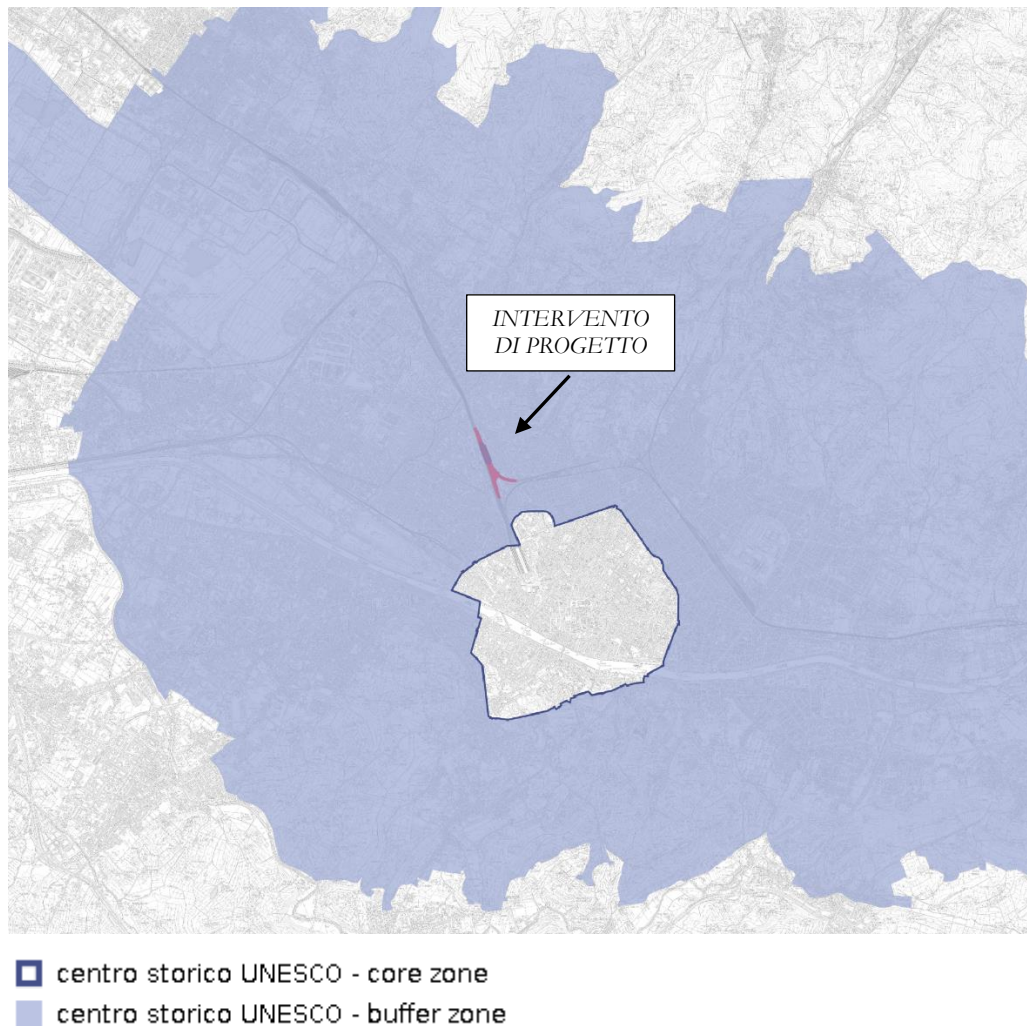 INTERVENTO
DI PROGETTO
centro storico UNESCO - core zone
centro storico UNESCO - buffer zone